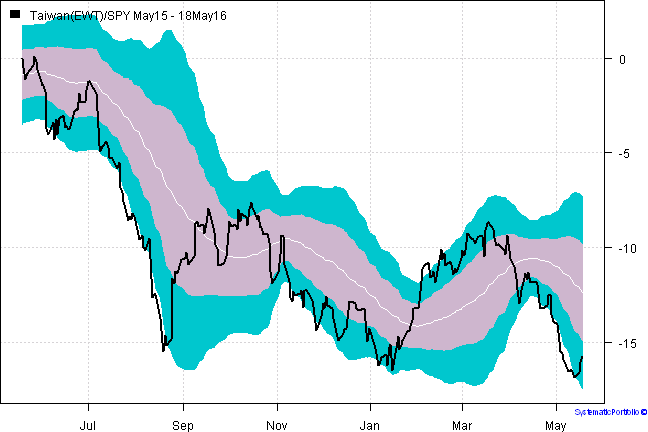 Taiwan(EWT)/SPY May15 - 18May16
0
-5
-10
-15
Jul Sep Nov Jan Mar May
SystematicPortfolio ©